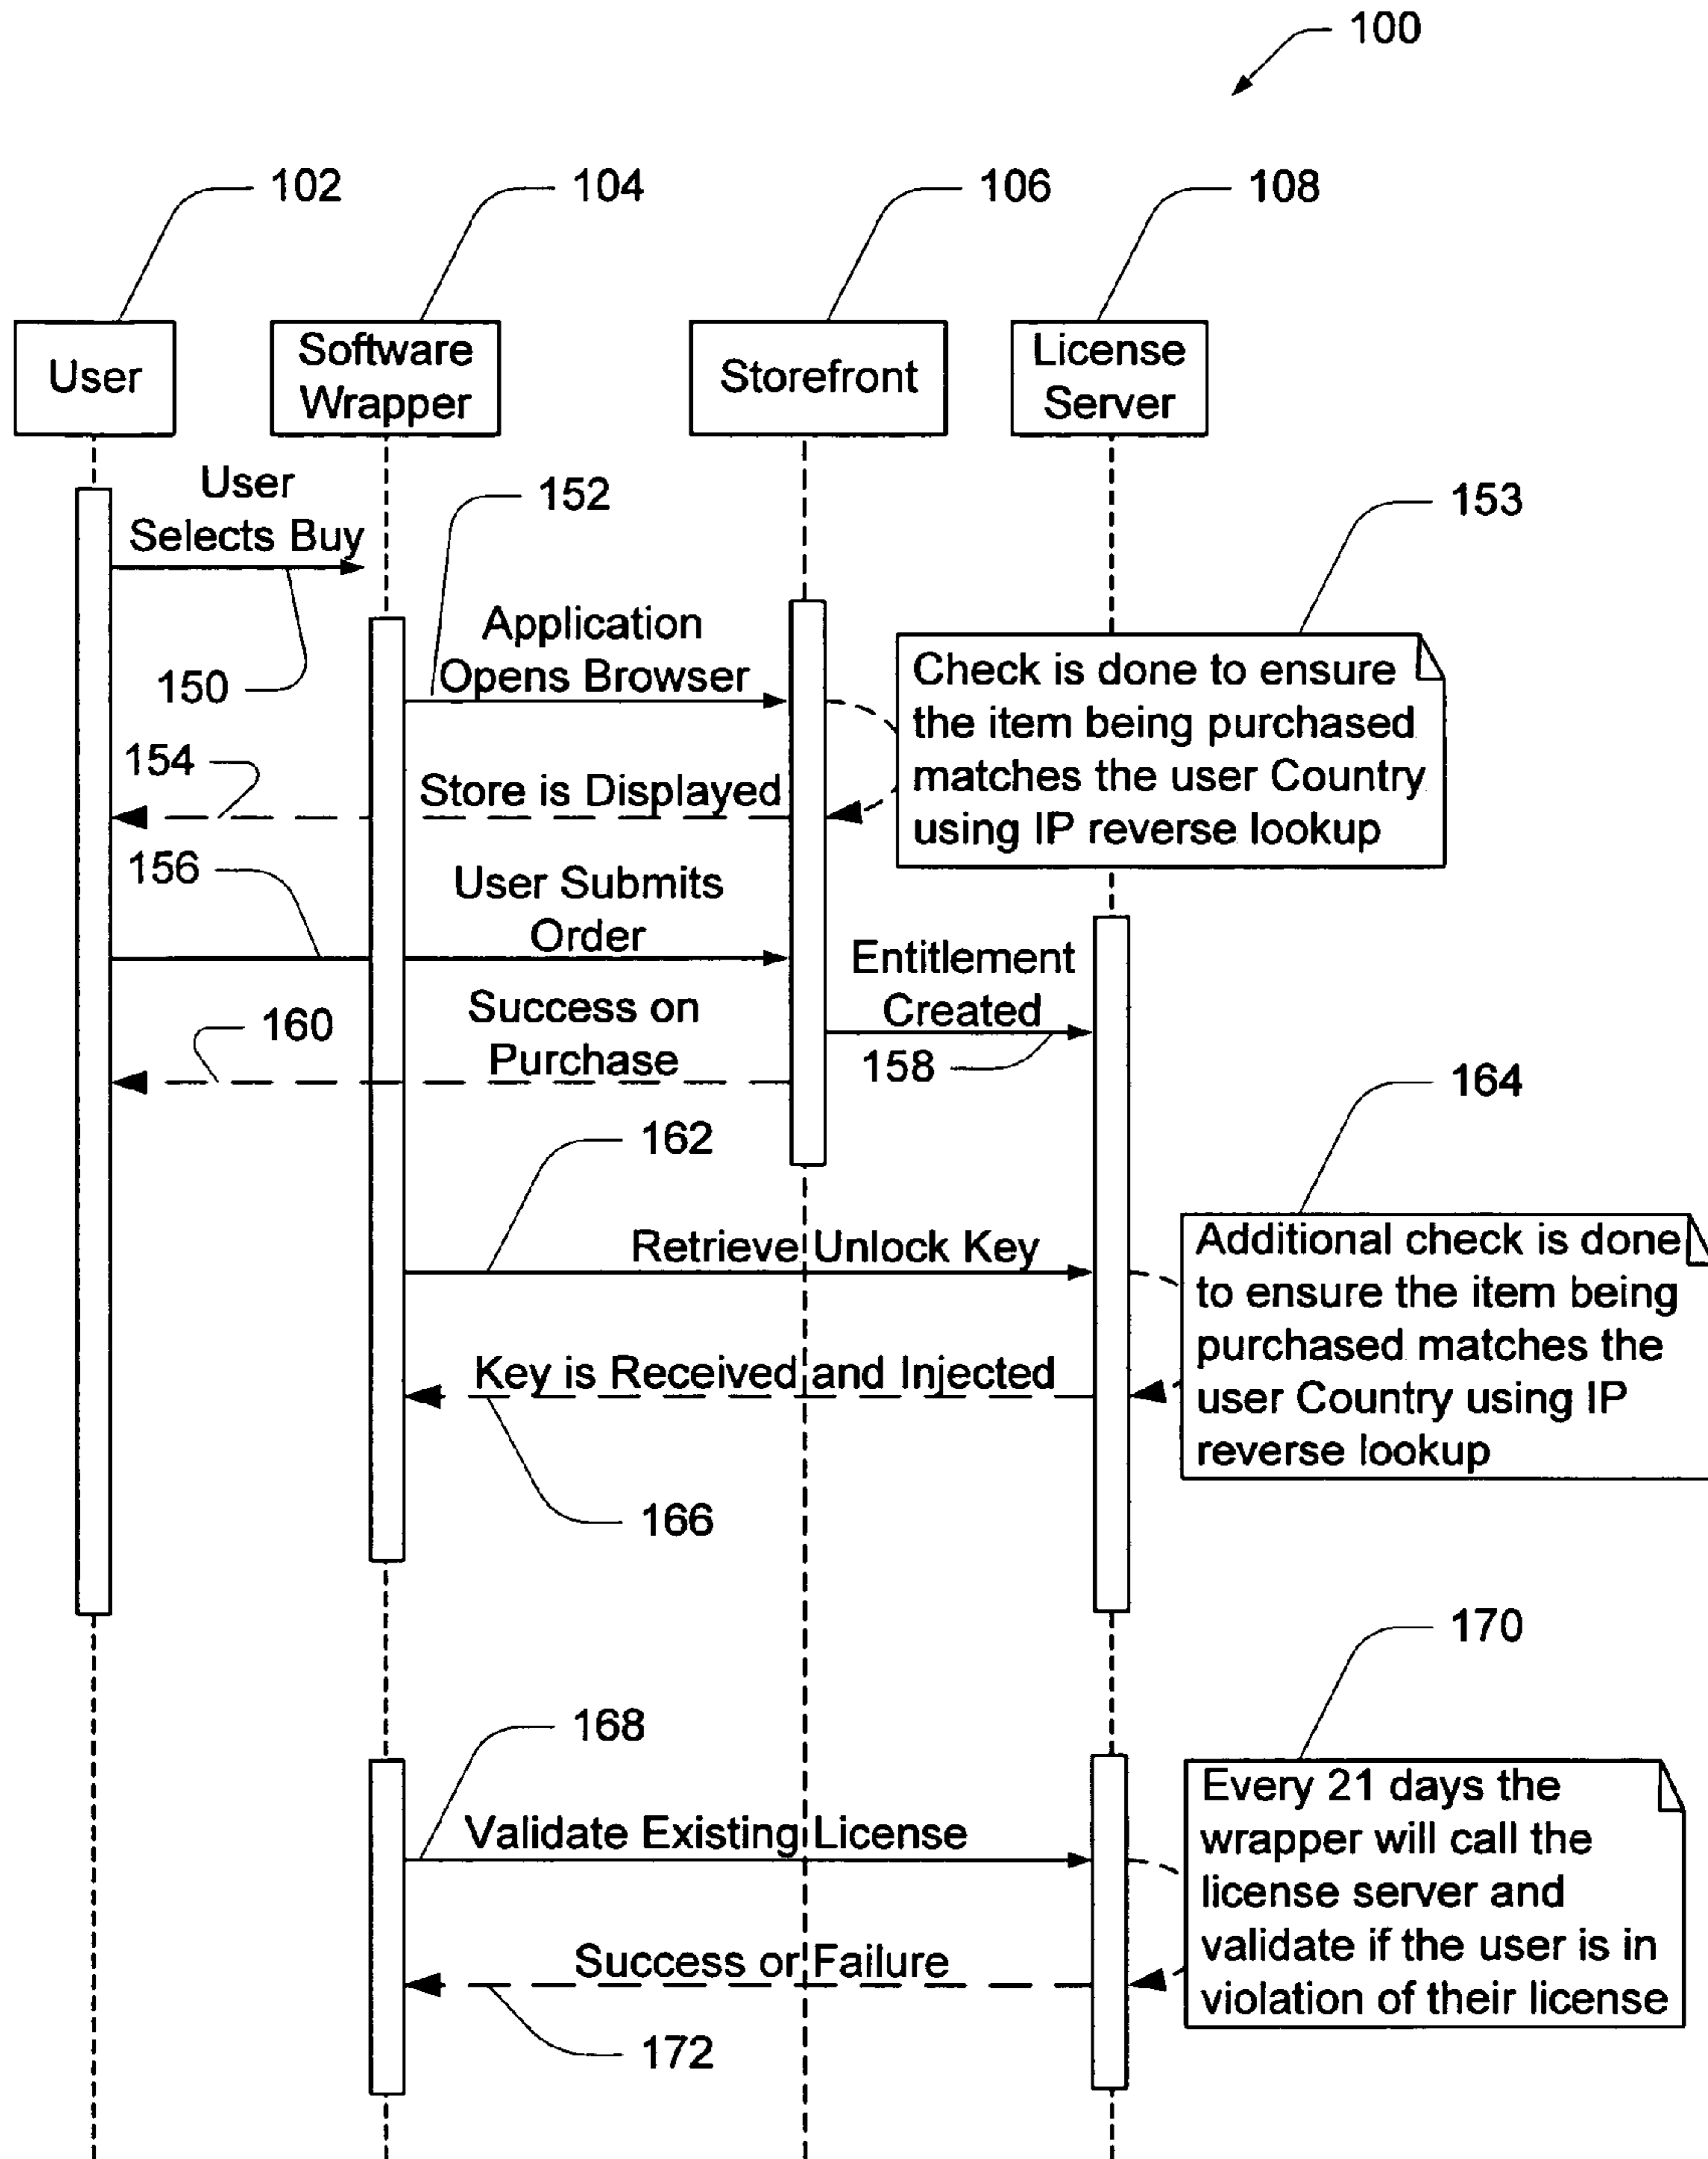 100
102
104
106
108
User
Software
Wrapper
Storefront
License
Server
User
Selects Buy
152
153
150
Application
Opens Browser
Check is done to ensure
the item being purchased
matches the user Country
using IP reverse lookup
154
Store is Displayed
156
User Submits
Order
Entitlement
Created
158
160
Success on
Purchase
162
164
Retrieve Unlock Key
Additional check is done
to ensure the item being
purchased matches the
user Country using IP
reverse lookup
Key is Received and Injected
166
168
170
Validate Existing License
Every 21 days the
wrapper will call the
license server and
validate if the user is in
violation of their license
Success or Failure
172